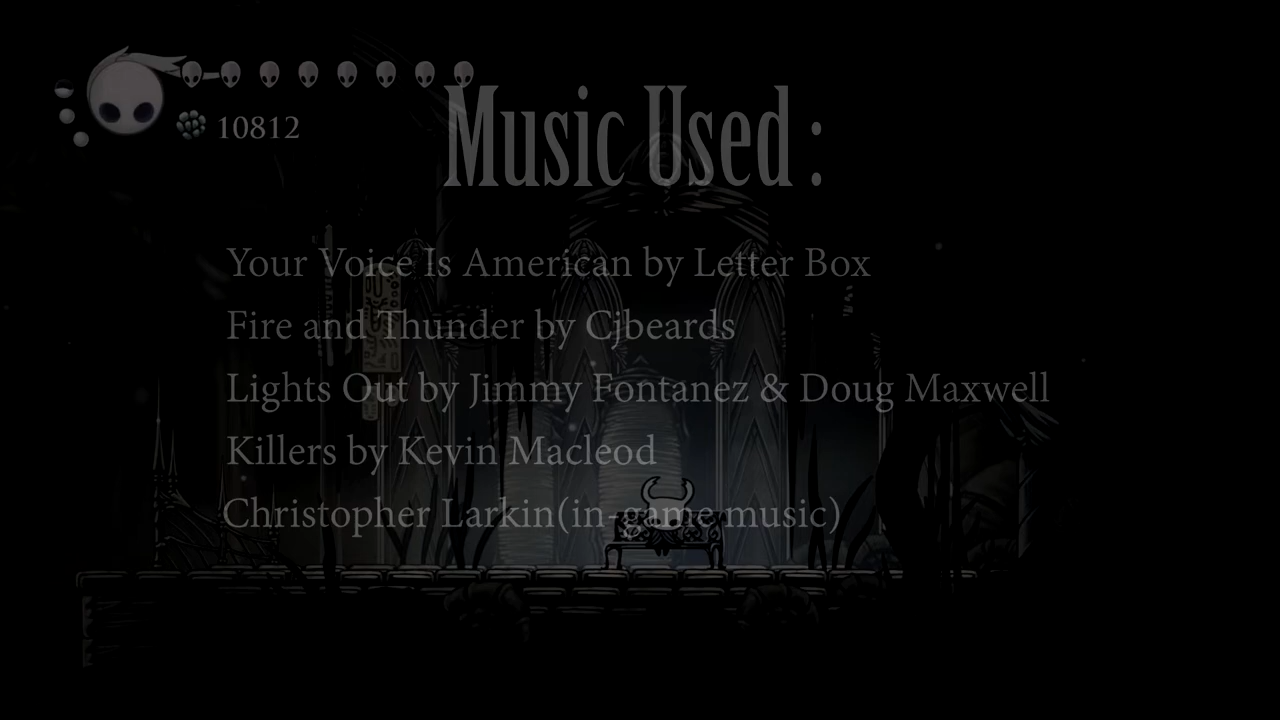 10812
Music Used :
Your Voice Is American by Letter Box
Fire and Thunder by Cjbeards
Lights Out by Jimmy Fontanez & Doug Maxwell
Killers by Kevin Macleod
Christopher Larkin(in-game music)